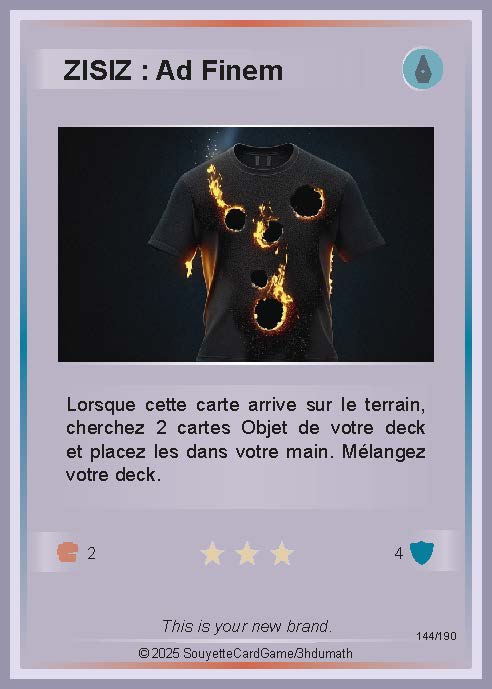 ZISIZ : Ad Finem
Lorsque cette carte arrive sur le terrain,
cherchez 2 cartes Objet de votre deck
et placez les dans votre main. Mélangez
votre deck.
2
4
This is your new brand.
144/190
© 2025 SouyetteCardGame/3hdumath